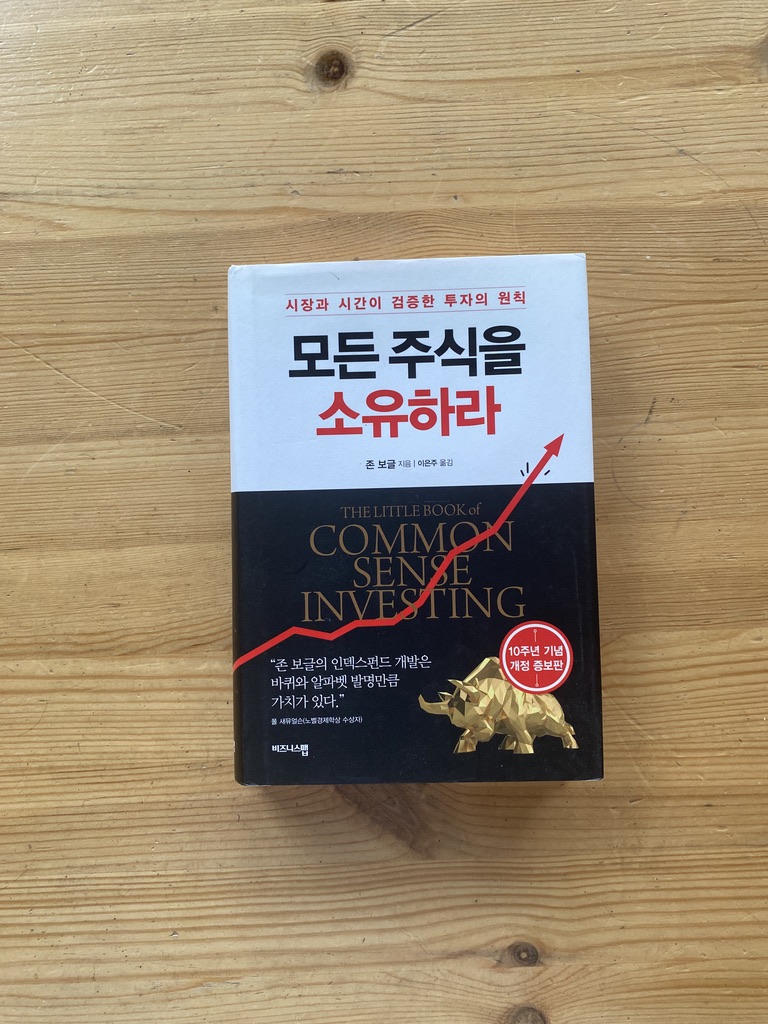 시장과 시간이 검증한 투자의 원칙
모든 주식을
소유하라
존 보글 지음 | 이은주 옮김
THE LITTLE BOOK of
COMMON
SENSE
INVESTING
10주년 기념
개정 증보판
“존 보글의 인덱스펀드 개발은
바퀴와 알파벳 발명만큼
가치가 있다.”
폴 새뮤얼슨(노벨경제학상 수상자)
비즈니스맵